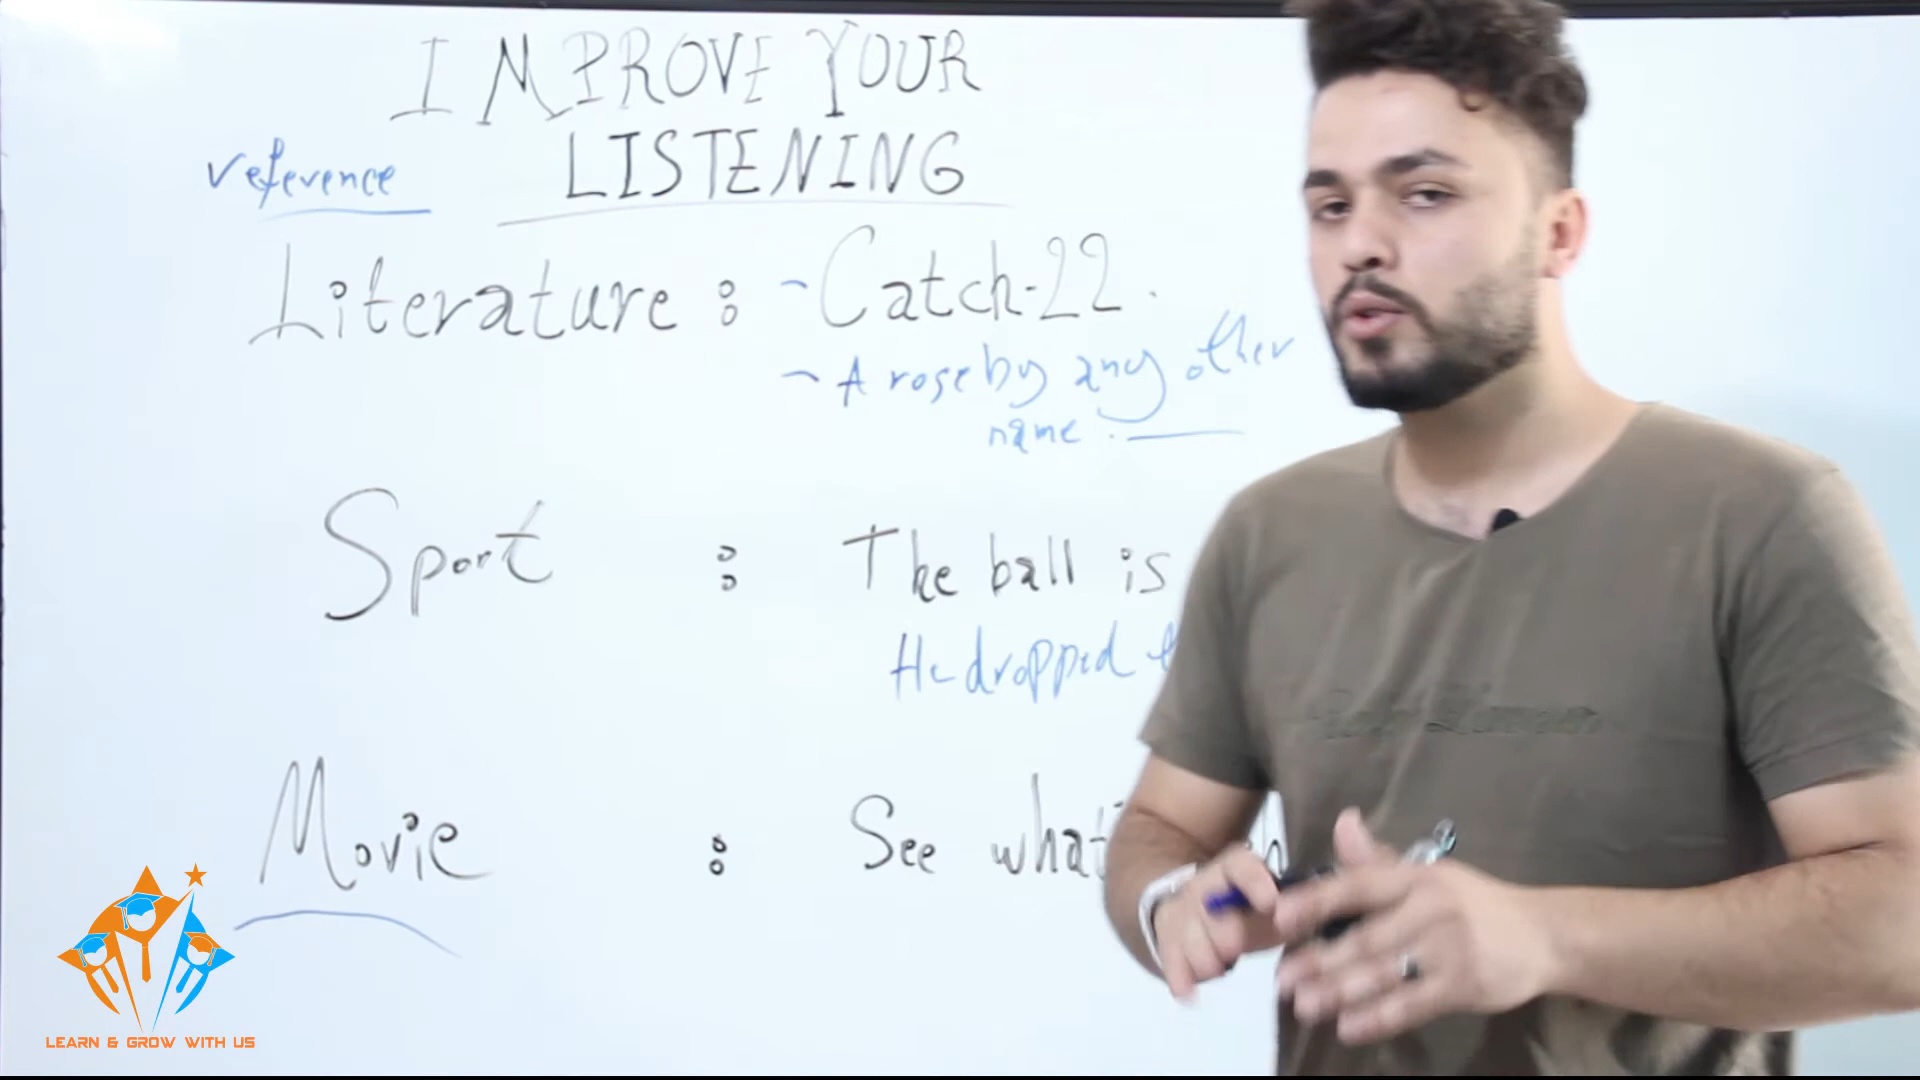 IMPROVE YOUR
LISTENING
reference
Literature : - Catch-22.
- A rose by any other
name.
Sport : The ball is
He dropped
Movie : See what
LEARN & GROW WITH US